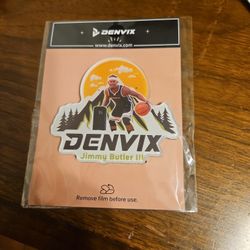 DENVIX
www.denvix.com
DENVIX
Jimmy Butler III
Remove film before use.